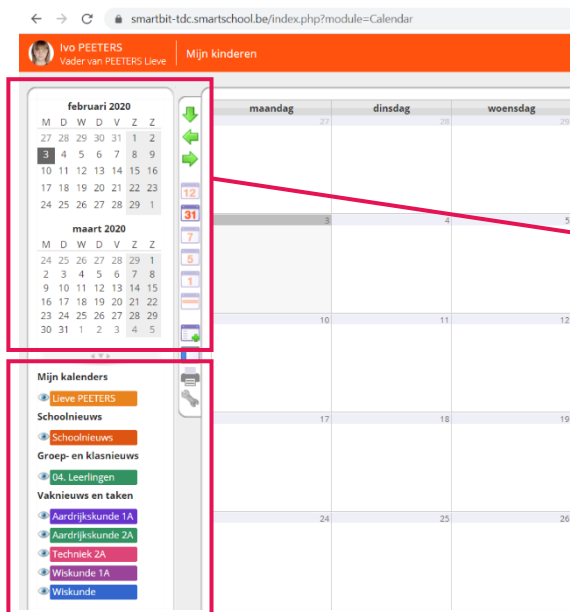 smartbit-tdc.smartschool.be/index.php?module=Calendar
Ivo PEETERS
Vader van PEETERS Lieve
Mijn kinderen
februari 2020
M D W D V Z Z
27 28 29 30 31 1 2
3 4 5 6 7 8 9
10 11 12 13 14 15 16
17 18 19 20 21 22 23
24 25 26 27 28 29 1
maart 2020
M D W D V Z Z
24 25 26 27 28 29 1
2 3 4 5 6 7 8
9 10 11 12 13 14 15
16 17 18 19 20 21 22
23 24 25 26 27 28 29
30 31 1 2 3 4 5
12
31
7
5
1
Mijn kalenders
Lieve PEETERS
Schoolnieuws
Schoolnieuws
Groep- en klasnieuws
04. Leerlingen
Vaknieuws en taken
Aardrijkskunde 1A
Aardrijkskunde 2A
Techniek 2A
Wiskunde 1A
Wiskunde
maandag dinsdag woensdag
27 28 29
3 4 5
10 11 12
17 18 19
24 25 26